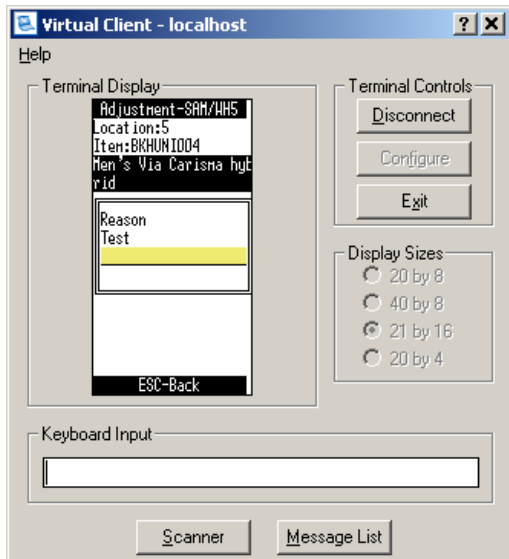 Virtual Client - localhost
Help
Terminal Display
Adjustment-SAM/WH5
Location:5
Item:BKHUNI004
Men's Via Carisma hyb
rid
Reason
Test
ESC-Back
Terminal Controls
Disconnect
Configure
Exit
Display Sizes
20 by 8
40 by 8
21 by 16
20 by 4
Keyboard Input
Scanner
Message List